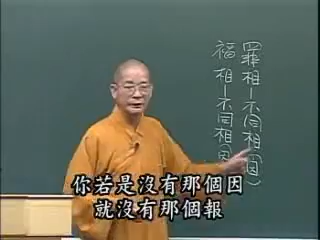 罪相—不同相(因)
福相—不同相因
你若是沒有那個因
就沒有那個報